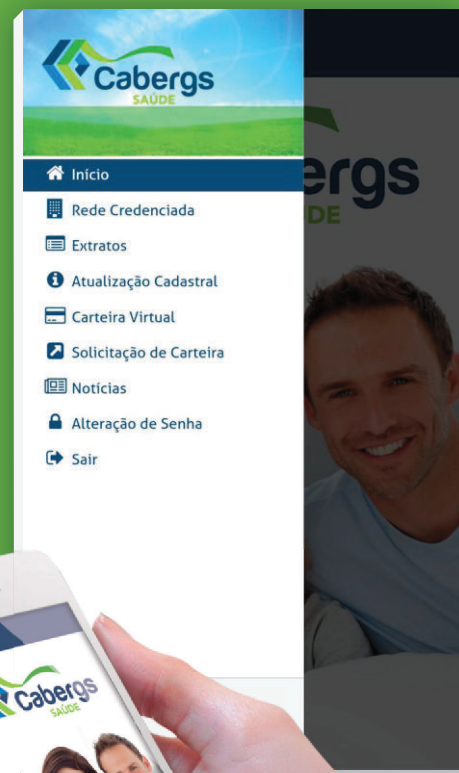 Cabergs
SAÚDE
Início
Rede Credenciada
Extratos
Atualização Cadastral
Carteira Virtual
Solicitação de Carteira
Notícias
Alteração de Senha
Sair
ergs
DE
Cabergs
SAÚDE